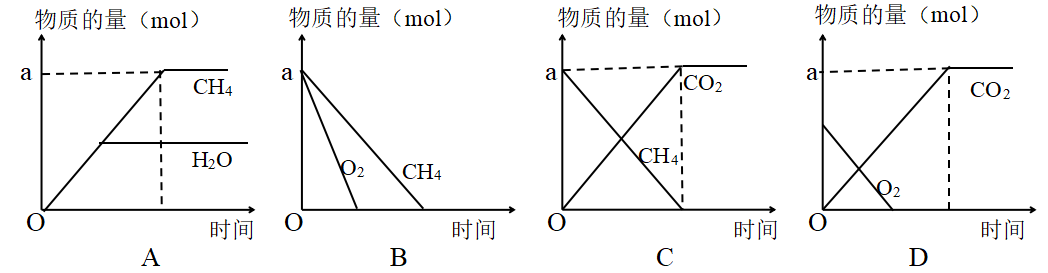 物质的量（mol）
a
CH₄
H₂O
O
时间
A
物质的量（mol）
a
O₂
CH₄
O
时间
B
物质的量（mol）
a
CO₂
CH₄
O
时间
C
物质的量（mol）
a
CO₂
O₂
O
时间
D